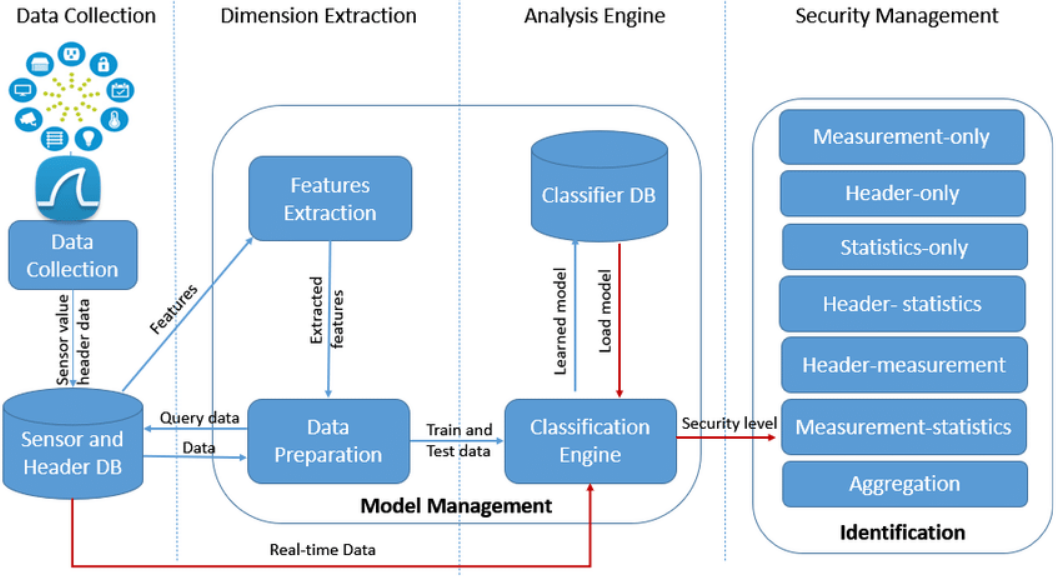 Data Collection
Dimension Extraction
Analysis Engine
Security Management
Data
Collection
Sensor value
header data
Features
Sensor and
Header DB
Features
Extraction
Extracted
features
Query data
Data
Data
Preparation
Train and
Test data
Classifier DB
Learned model
Load model
Classification
Engine
Model Management
Real-time Data
Security level
Measurement-only
Header-only
Statistics-only
Header- statistics
Header-measurement
Measurement-statistics
Aggregation
Identification